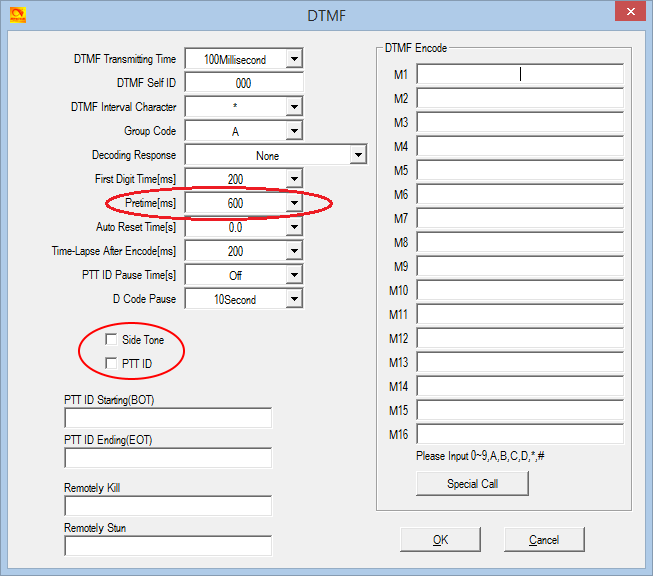 DTMF
DTMF Transmitting Time 100Millisecond
DTMF Self ID 000
DTMF Interval Character *
Group Code A
Decoding Response None
First Digit Time[ms] 200
Pretime[ms] 600
Auto Reset Time[s] 0.0
Time-Lapse After Encode[ms] 200
PTT ID Pause Time[s] Off
D Code Pause 10Second
Side Tone
PTT ID
PTT ID Starting(BOT)
PTT ID Ending(EOT)
Remotely Kill
Remotely Stun
DTMF Encode
M1
M2
M3
M4
M5
M6
M7
M8
M9
M10
M11
M12
M13
M14
M15
M16
Please Input 0~9,A,B,C,D,*,#
Special Call
OK Cancel